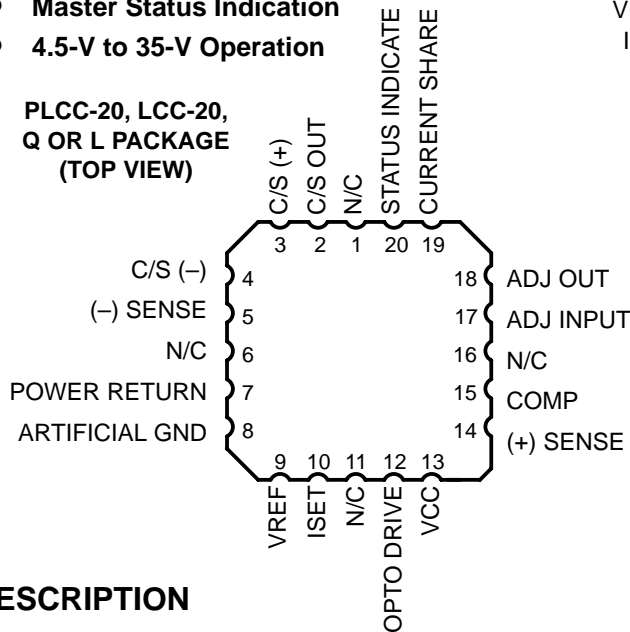 Master Status Indication
4.5-V to 35-V Operation
V
I
PLCC-20, LCC-20,
Q OR L PACKAGE
(TOP VIEW)
C/S (+)
C/S OUT
N/C
STATUS INDICATE
CURRENT SHARE
3 2 1 20 19
C/S (–) 4
(–) SENSE 5
N/C 6
POWER RETURN 7
ARTIFICIAL GND 8
18 ADJ OUT
17 ADJ INPUT
16 N/C
15 COMP
14 (+) SENSE
9 10 11 12 13
VREF
ISET
N/C
OPTO DRIVE
VCC
ESCRIPTION